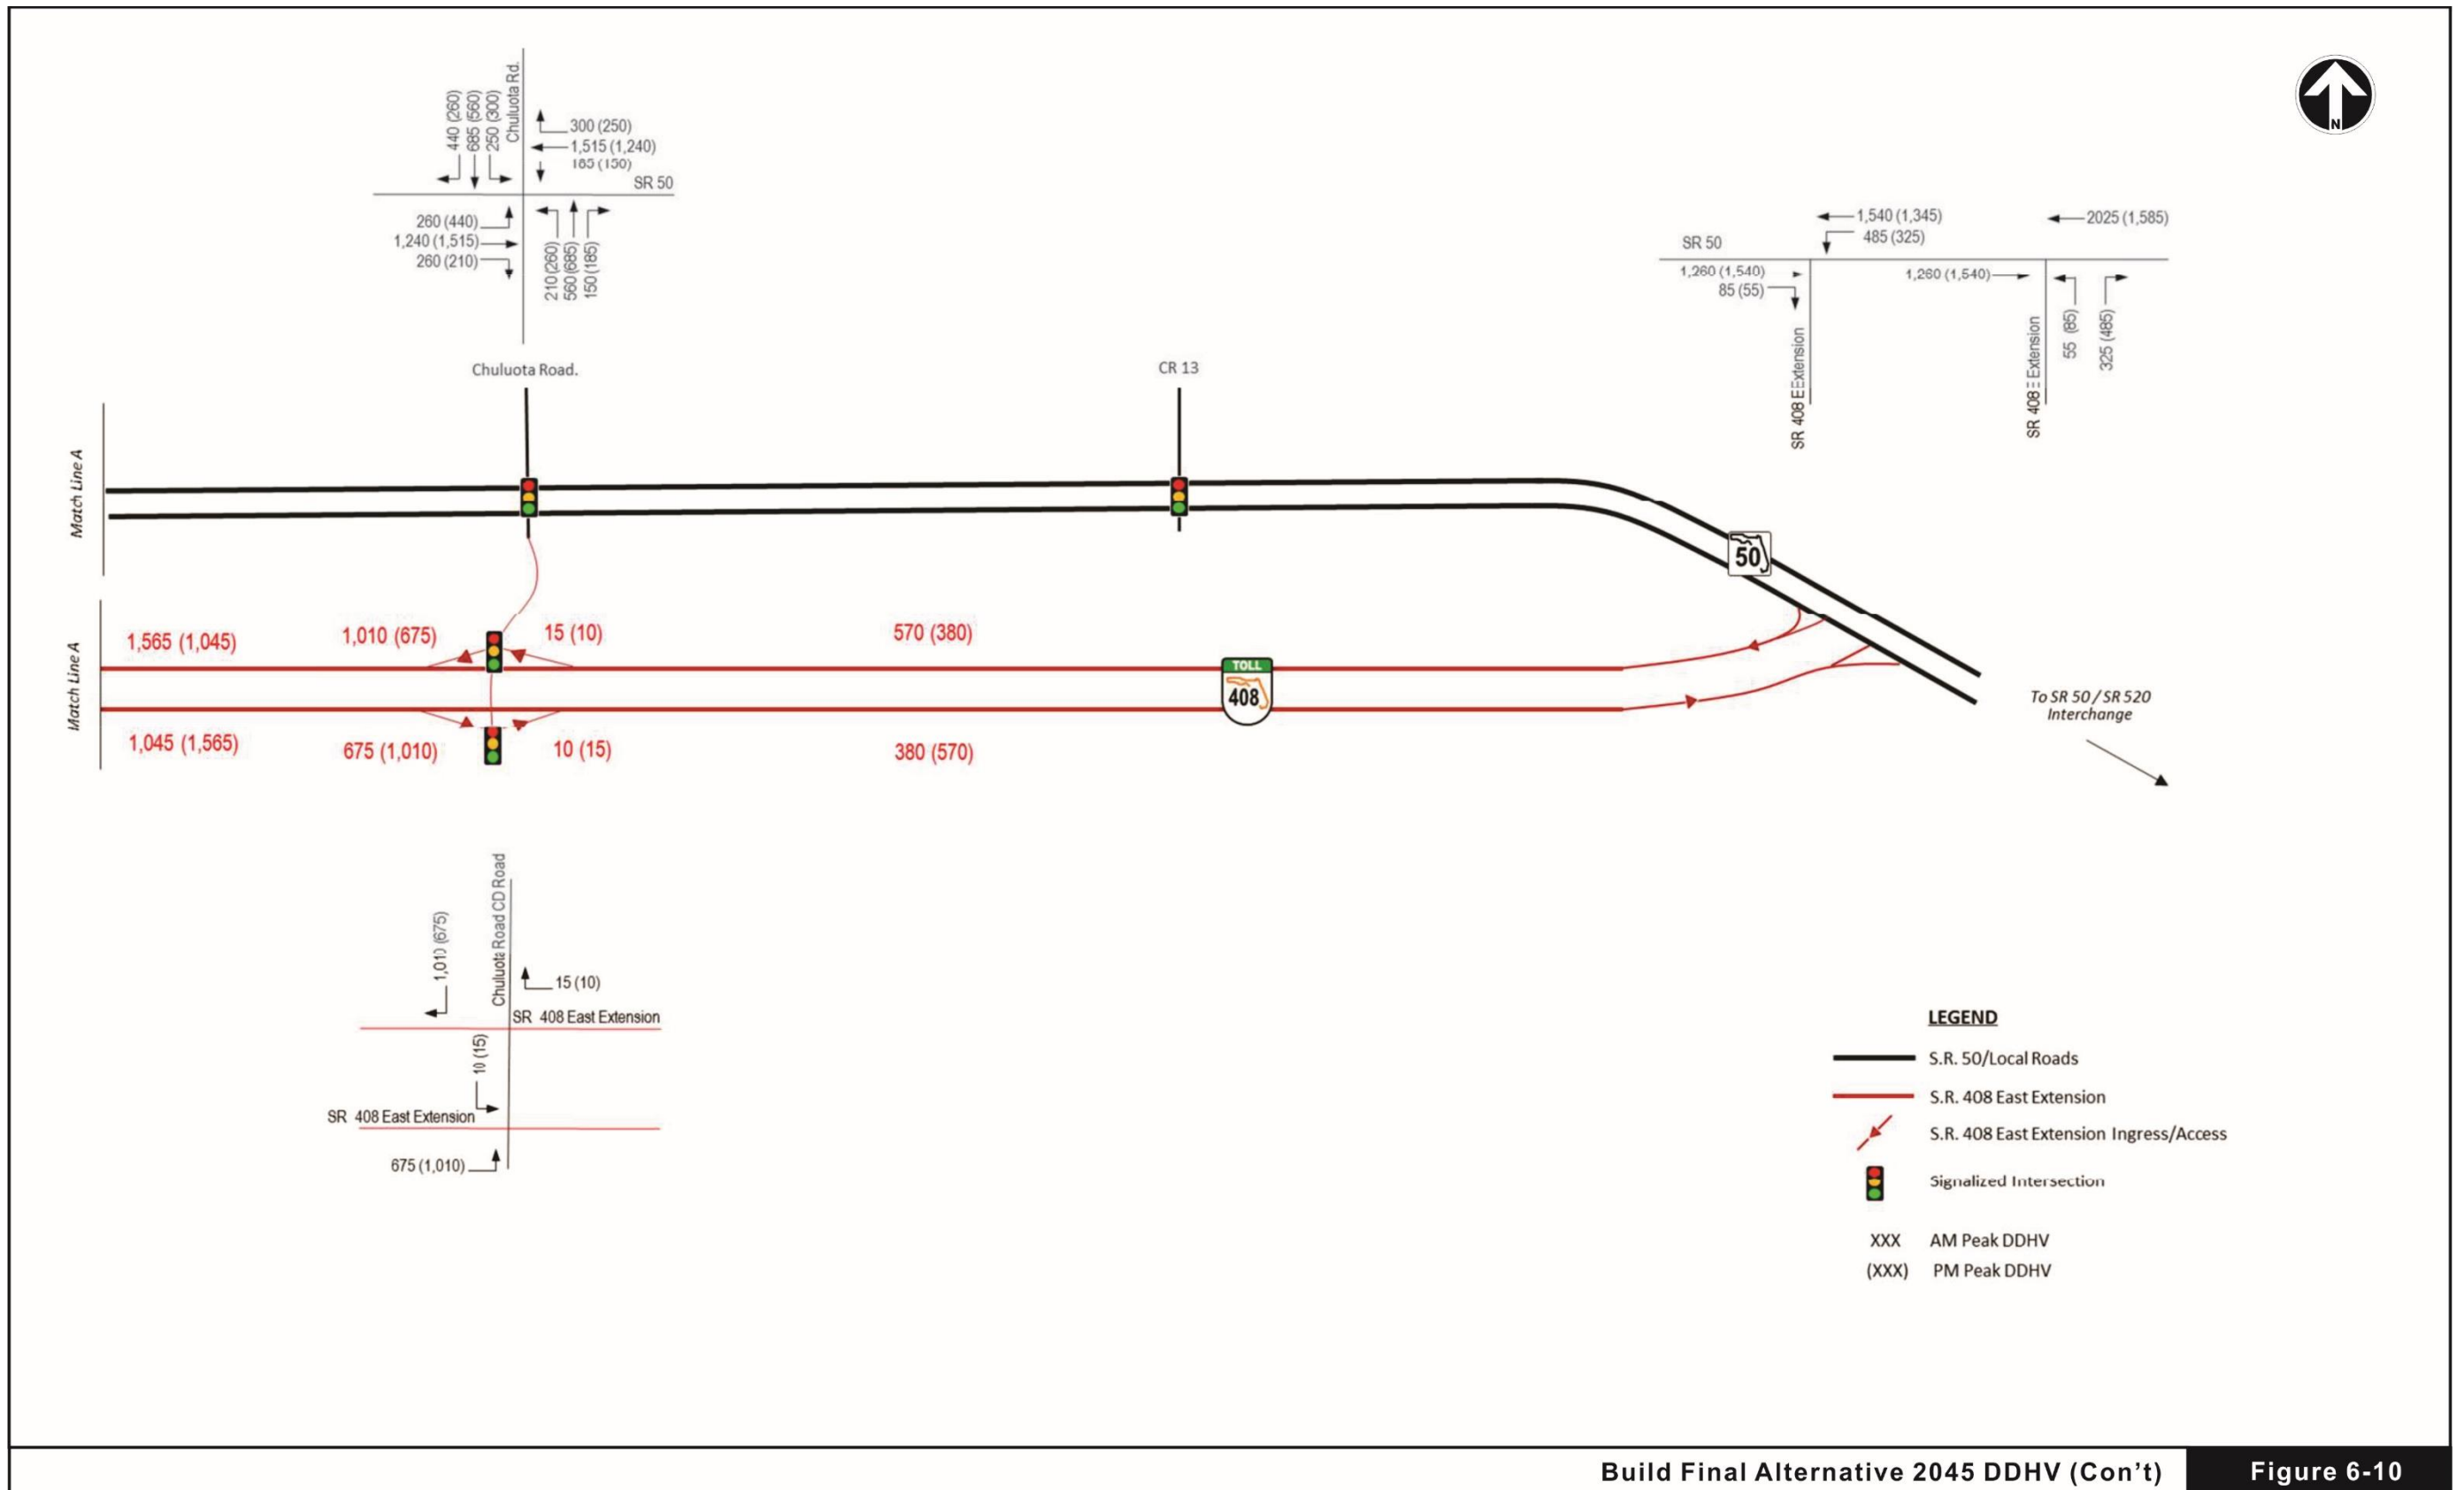 Chuluota Rd.
440 (260)
685 (560)
250 (300)
300 (250)
1,515 (1,240)
185 (150)
SR 50
260 (440)
1,240 (1,515)
260 (210)
210 (260)
560 (685)
150 (185)
1,540 (1,345)
485 (325)
2025 (1,585)
SR 50
1,260 (1,540)
85 (55)
1,260 (1,540)
SR 408 EExtension
SR 408 E Extension
55 (85)
325 (485)
N
Chuluota Road.
CR 13
Match Line A
50
Match Line A
1,565 (1,045)
1,010 (675)
15 (10)
570 (380)
TOLL
408
1,045 (1,565)
675 (1,010)
10 (15)
380 (570)
To SR 50 / SR 520
Interchange
Chuluota Road CD Road
1,010 (675)
15 (10)
SR 408 East Extension
10 (15)
SR 408 East Extension
675 (1,010)
LEGEND
S.R. 50/Local Roads
S.R. 408 East Extension
S.R. 408 East Extension Ingress/Access
Signalized Intersection
XXX AM Peak DDHV
(XXX) PM Peak DDHV
Build Final Alternative 2045 DDHV (Con't)
Figure 6-10